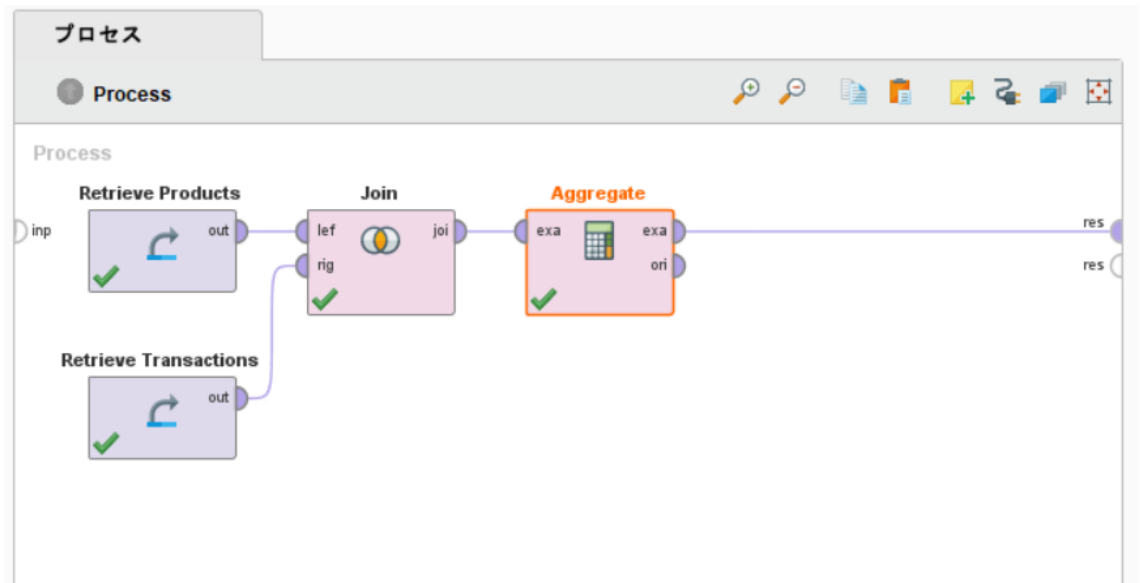 プロセス
Process
Process
Retrieve Products
Join
Aggregate
inp
out
lef
joi
exa
exa
res
rig
ori
res
Retrieve Transactions
out